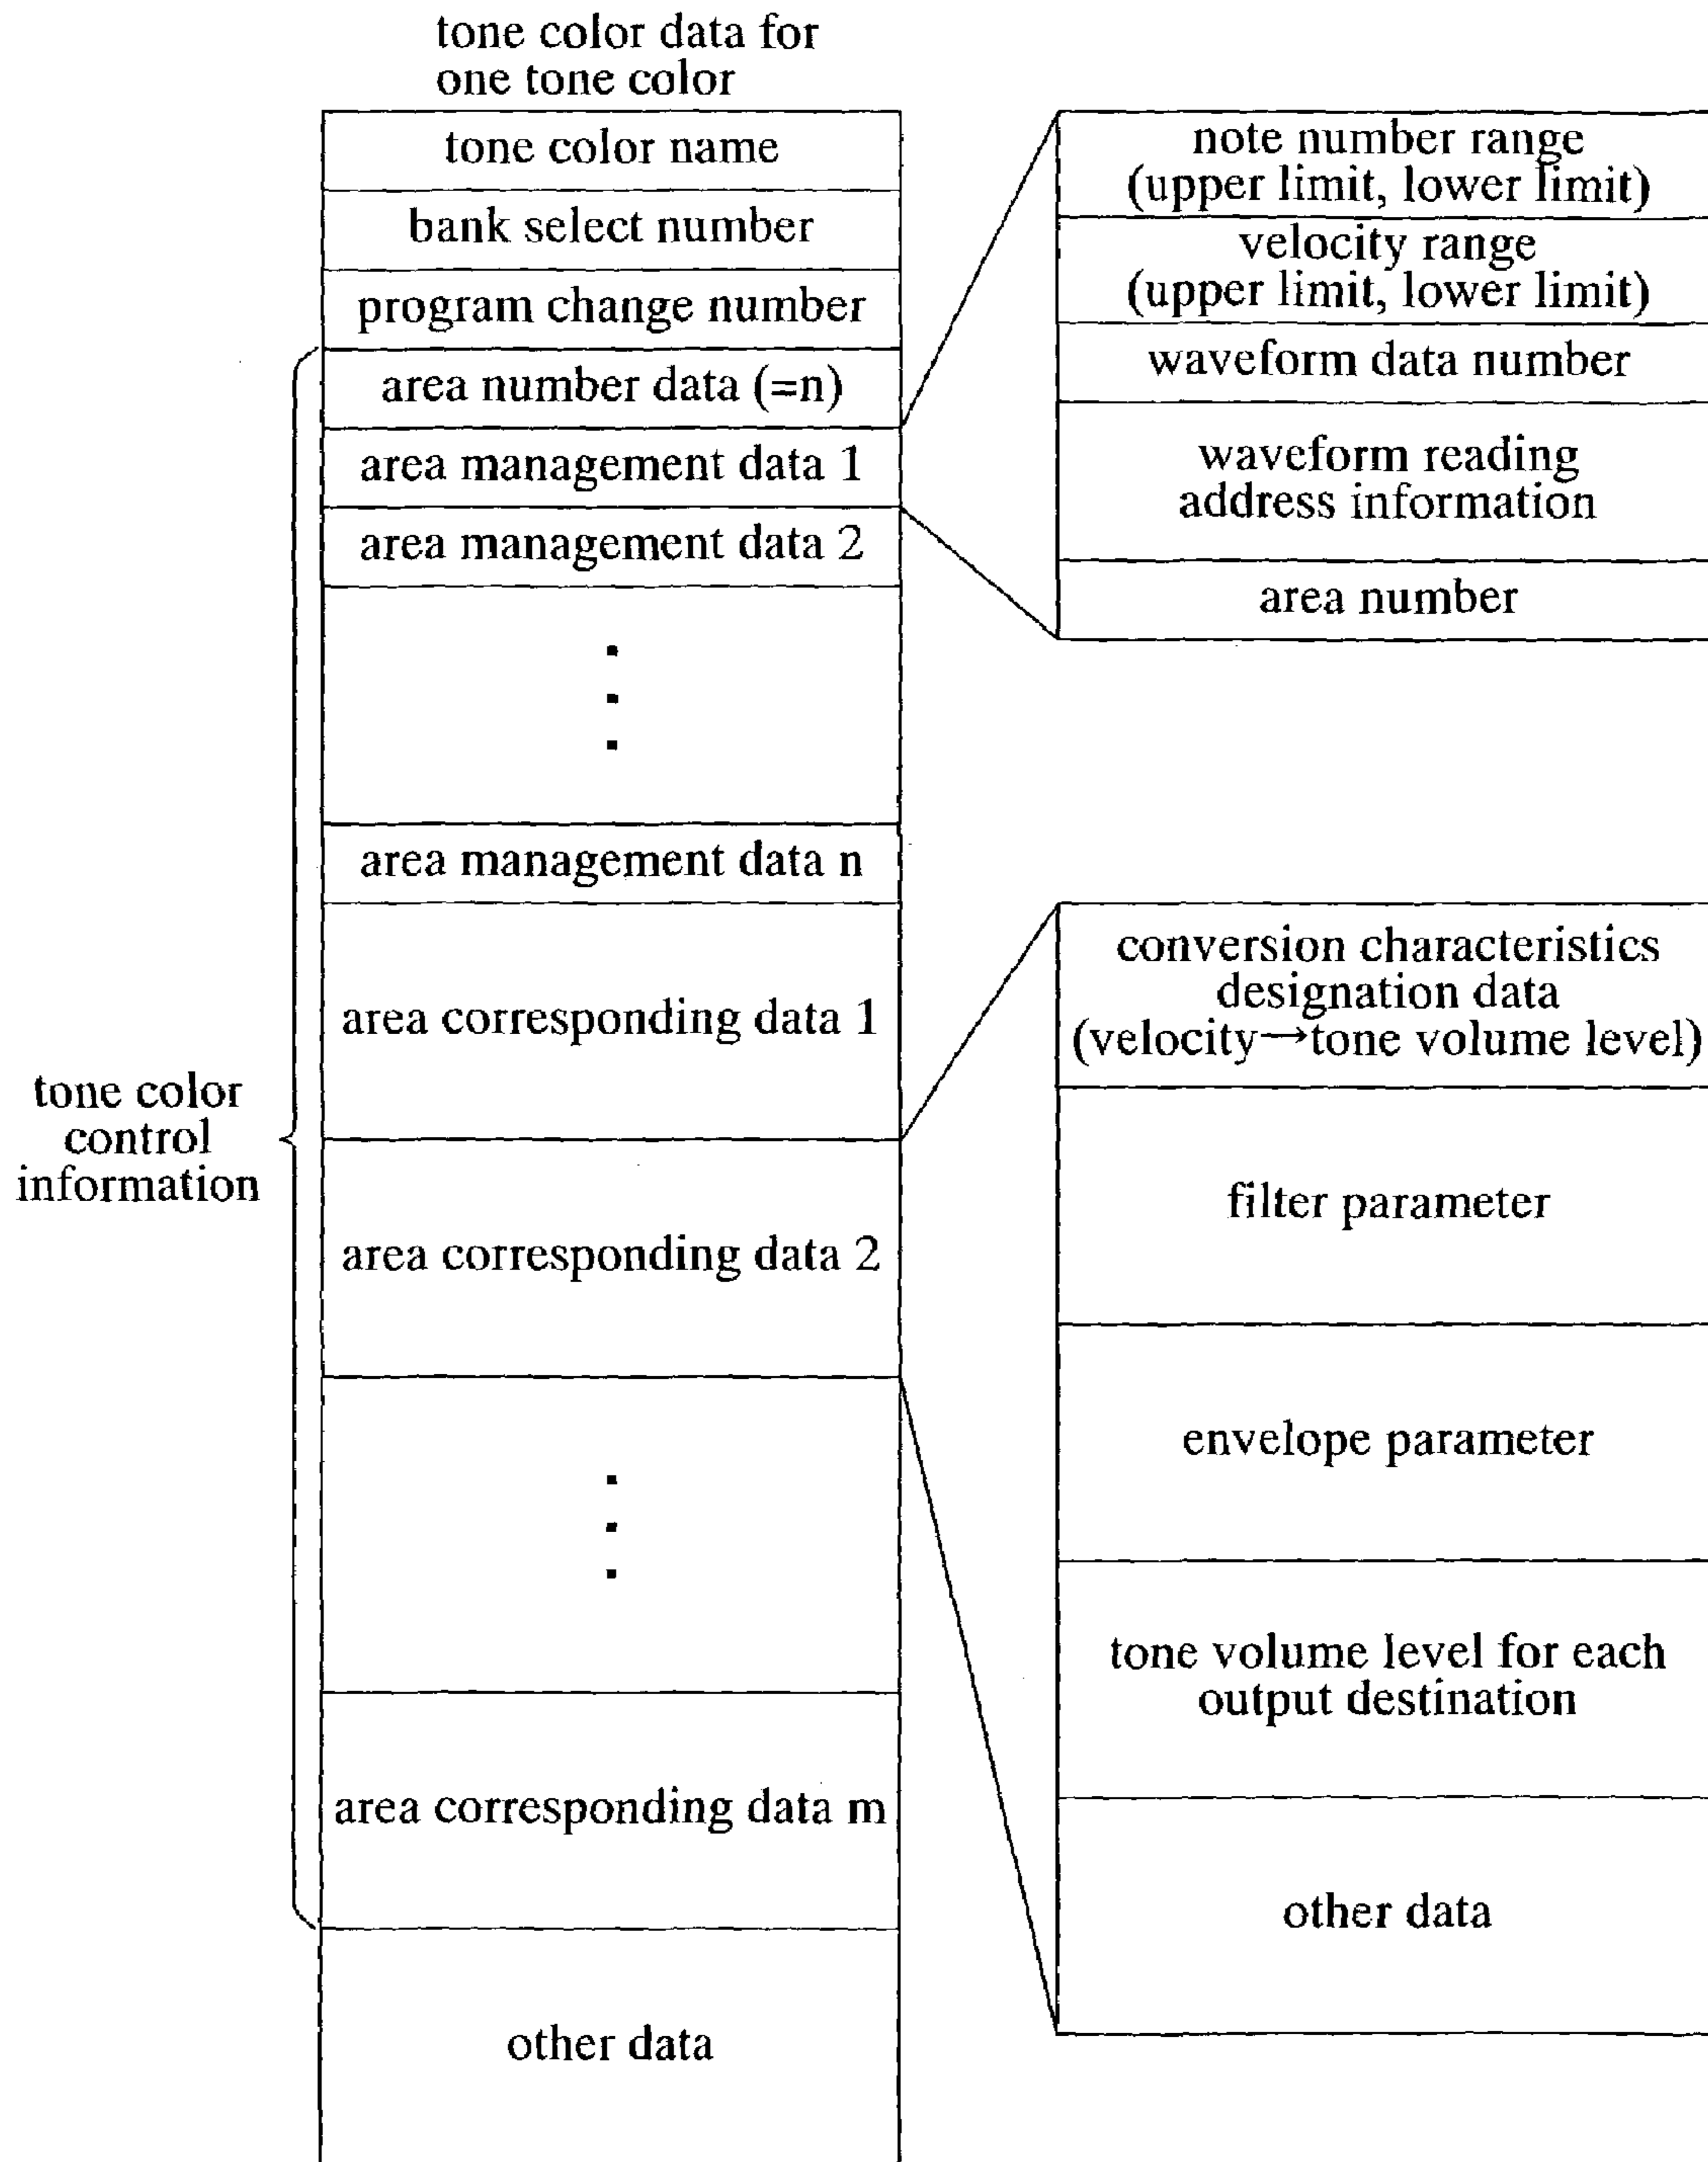 tone color data for
one tone color
tone color name
bank select number
program change number
area number data (=n)
area management data 1
area management data 2
area management data n
area corresponding data 1
area corresponding data 2
area corresponding data m
other data
tone color
control
information
note number range
(upper limit, lower limit)
velocity range
(upper limit, lower limit)
waveform data number
waveform reading
address information
area number
conversion characteristics
designation data
(velocity→tone volume level)
filter parameter
envelope parameter
tone volume level for each
output destination
other data